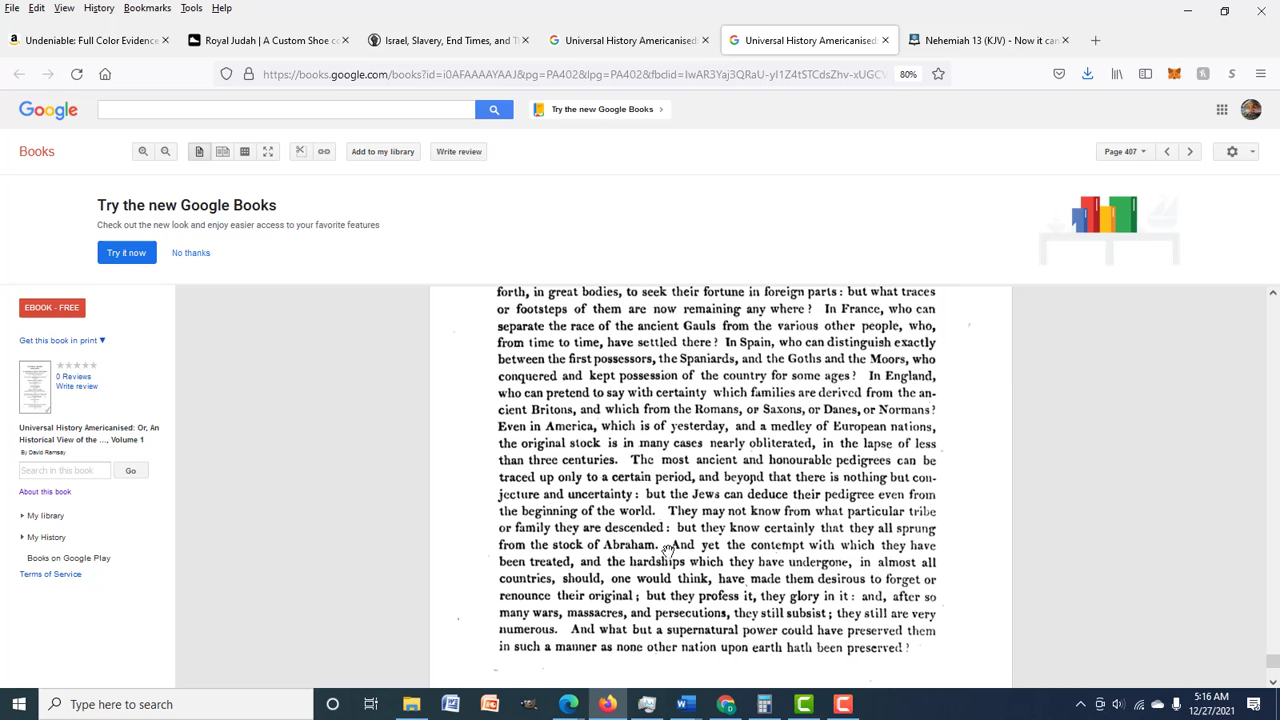 File Edit View History Bookmarks Tools Help
Undeniable: Full Color Evidence
Royal Judah | A Custom Shoe co
Israel, Slavery, End Times, and Th
Universal History Americanised:
Universal History Americanised:
Nehemiah 13 (KJV) - Now it can
https://books.google.com/books?id=i0AFAAAAYAAJ&pg=PA402&lpg=PA402&fbclid=IwAR3Yaj3QRaU-yI1Z4tSTCdsZhv-xUGCV
80%
Google
Try the new Google Books
Books
Add to my library
Write review
Page 407
Try the new Google Books
Check out the new look and enjoy easier access to your favorite features
Try it now
No thanks
EBOOK - FREE
Get this book in print▼
0 Reviews
Write review
Universal History Americanised: Or, An
Historical View of the ..., Volume 1
By David Ramsay
Search in this book
Go
About this book
My library
My History
Books on Google Play
Terms of Service
forth, in great bodies, to seek their fortune in foreign parts: but what traces
or footsteps of them are now remaining any where? In France, who can
separate the race of the ancient Gauls from the various other people, who,
from time to time, have settled there? In Spain, who can distinguish exactly
between the first possessors, the Spaniards, and the Goths and the Moors, who
conquered and kept possession of the country for some ages? In England,
who can pretend to say with certainty which families are derived from the an-
cient Britons, and which from the Romans, or Saxons, or Danes, or Normans?
Even in America, which is of yesterday, and a medley of European nations,
the original stock is in many cases nearly obliterated, in the lapse of less
than three centuries. The most ancient and honourable pedigrees can be
traced up only to a certain period, and beyond that there is nothing but con-
jecture and uncertainty: but the Jews can deduce their pedigree even from
the beginning of the world. They may not know from what particular tribe
or family they are descended: but they know certainly that they all sprung
from the stock of Abraham. And yet the contempt with which they have
been treated, and the hardships which they have undergone, in almost all
countries, should, one would think, have made them desirous to forget or
renounce their original; but they profess it, they glory in it: and, after so
many wars, massacres, and persecutions, they still subsist; they still are very
numerous. And what but a supernatural power could have preserved them
in such a manner as none other nation upon earth hath been preserved?
Type here to search
5:16 AM
12/27/2021